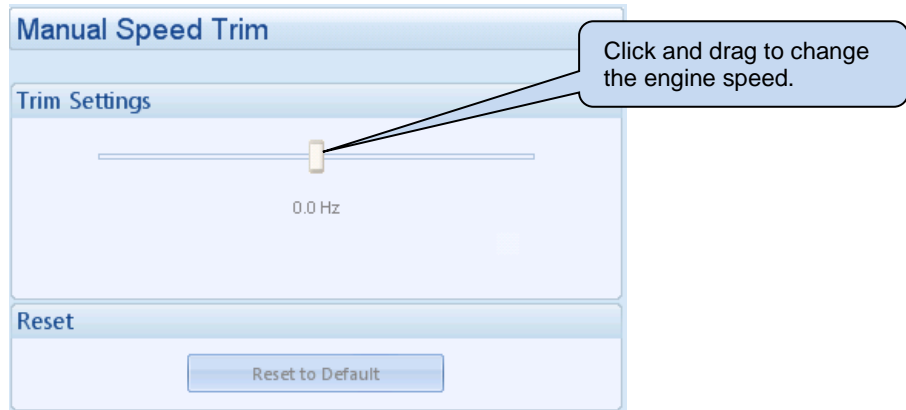 Manual Speed Trim
Click and drag to change
the engine speed.
Trim Settings
0.0 Hz
Reset
Reset to Default